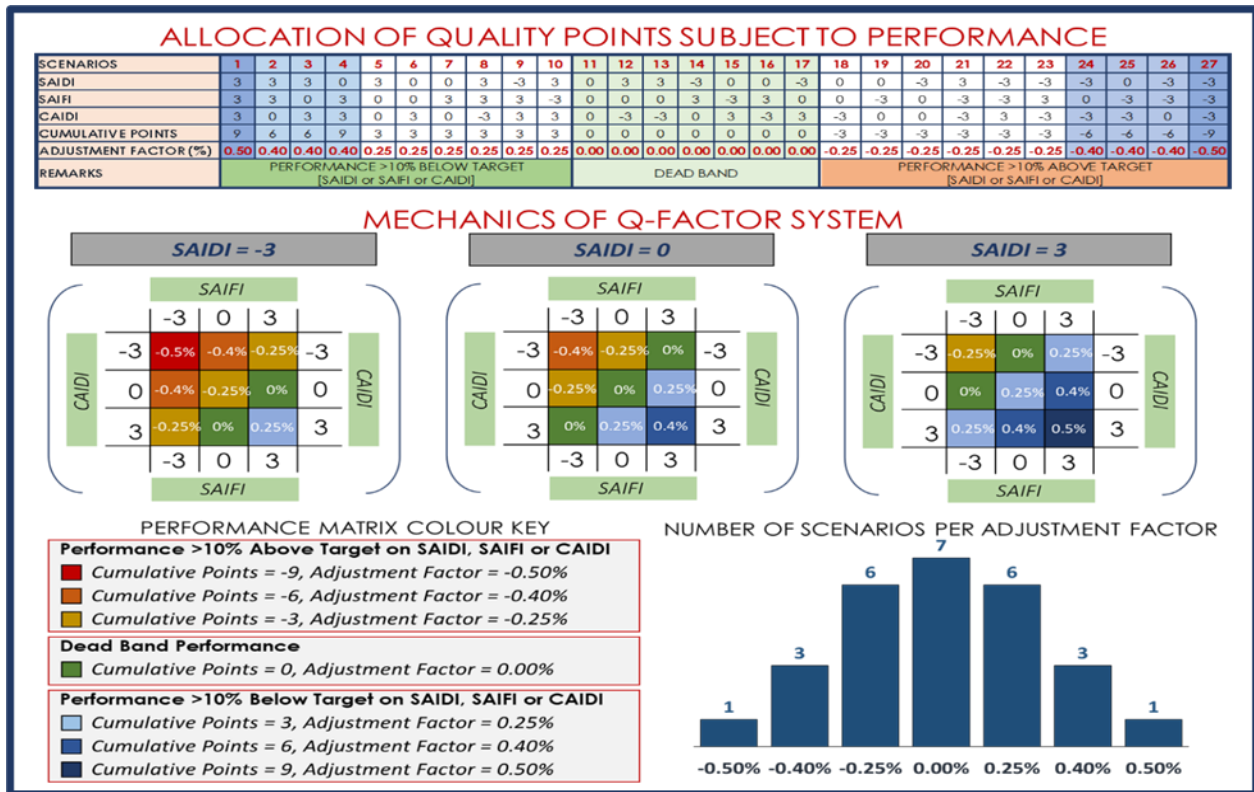 ALLOCATION OF QUALITY POINTS SUBJECT TO PERFORMANCE
SCENARIOS 1 2 3 4 5 6 7 8 9 10 11 12 13 14 15 16 17 18 19 20 21 22 23 24 25 26 27
SAIDI 3 3 3 0 3 0 0 3 -3 3 0 3 3 -3 0 0 -3 0 0 -3 3 -3 -3 -3 0 -3 -3
SAIFI 3 3 0 3 0 0 3 3 3 -3 0 0 0 3 -3 3 0 0 -3 0 -3 -3 3 0 -3 -3 -3
CAIDI 3 0 3 3 0 3 0 -3 3 3 0 -3 -3 0 3 -3 3 -3 0 0 -3 3 -3 -3 -3 0 -3
CUMULATIVE POINTS 9 6 6 9 3 3 3 3 3 3 0 0 0 0 0 0 0 -3 -3 -3 -3 -3 -3 -6 -6 -6 -9
ADJUSTMENT FACTOR (%) 0.50 0.40 0.40 0.40 0.25 0.25 0.25 0.25 0.25 0.25 0.00 0.00 0.00 0.00 0.00 0.00 0.00 -0.25 -0.25 -0.25 -0.25 -0.25 -0.25 -0.40 -0.40 -0.40 -0.50
REMARKS PERFORMANCE >10% BELOW TARGET [SAIDI or SAIFI or CAIDI] DEAD BAND PERFORMANCE >10% ABOVE TARGET [SAIDI or SAIFI or CAIDI]
MECHANICS OF Q-FACTOR SYSTEM
SAIDI = -3
SAIFI
-3 0 3
CAIDI
-3 -0.5% -0.4% -0.25% -3
0 -0.4% -0.25% 0% 0
3 -0.25% 0% 0.25% 3
CAIDI
-3 0 3
SAIFI
SAIDI = 0
SAIFI
-3 0 3
CAIDI
-3 -0.4% -0.25% 0% -3
0 -0.25% 0% 0.25% 0
3 0% 0.25% 0.4% 3
CAIDI
-3 0 3
SAIFI
SAIDI = 3
SAIFI
-3 0 3
CAIDI
-3 -0.25% 0% 0.25% -3
0 0% 0.25% 0.4% 0
3 0.25% 0.4% 0.5% 3
CAIDI
-3 0 3
SAIFI
PERFORMANCE MATRIX COLOUR KEY
Performance >10% Above Target on SAIDI, SAIFI or CAIDI
Cumulative Points = -9, Adjustment Factor = -0.50%
Cumulative Points = -6, Adjustment Factor = -0.40%
Cumulative Points = -3, Adjustment Factor = -0.25%
Dead Band Performance
Cumulative Points = 0, Adjustment Factor = 0.00%
Performance >10% Below Target on SAIDI, SAIFI or CAIDI
Cumulative Points = 3, Adjustment Factor = 0.25%
Cumulative Points = 6, Adjustment Factor = 0.40%
Cumulative Points = 9, Adjustment Factor = 0.50%
NUMBER OF SCENARIOS PER ADJUSTMENT FACTOR
1 3 6 7 6 3 1
-0.50% -0.40% -0.25% 0.00% 0.25% 0.40% 0.50%